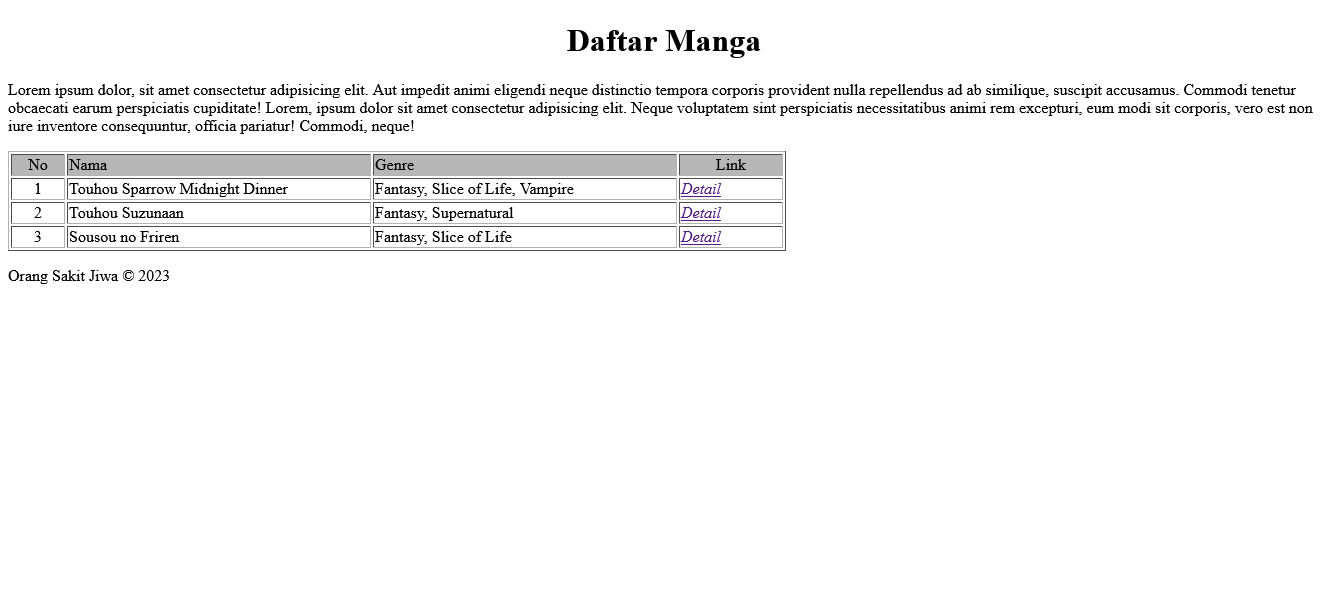 Daftar Manga
Lorem ipsum dolor, sit amet consectetur adipisicing elit. Aut impedit animi eligendi neque distinctio tempora corporis provident nulla repellendus ad ab similique, suscipit accusamus. Commodi tenetur
obcaecati earum perspiciatis cupiditate! Lorem, ipsum dolor sit amet consectetur adipisicing elit. Neque voluptatem sint perspiciatis necessitatibus animi rem excepturi, eum modi sit corporis, vero est non
iure inventore consequuntur, officia pariatur! Commodi, neque!
No Nama Genre Link
1 Touhou Sparrow Midnight Dinner Fantasy, Slice of Life, Vampire Detail
2 Touhou Suzunaan Fantasy, Supernatural Detail
3 Sousou no Friren Fantasy, Slice of Life Detail
Orang Sakit Jiwa © 2023